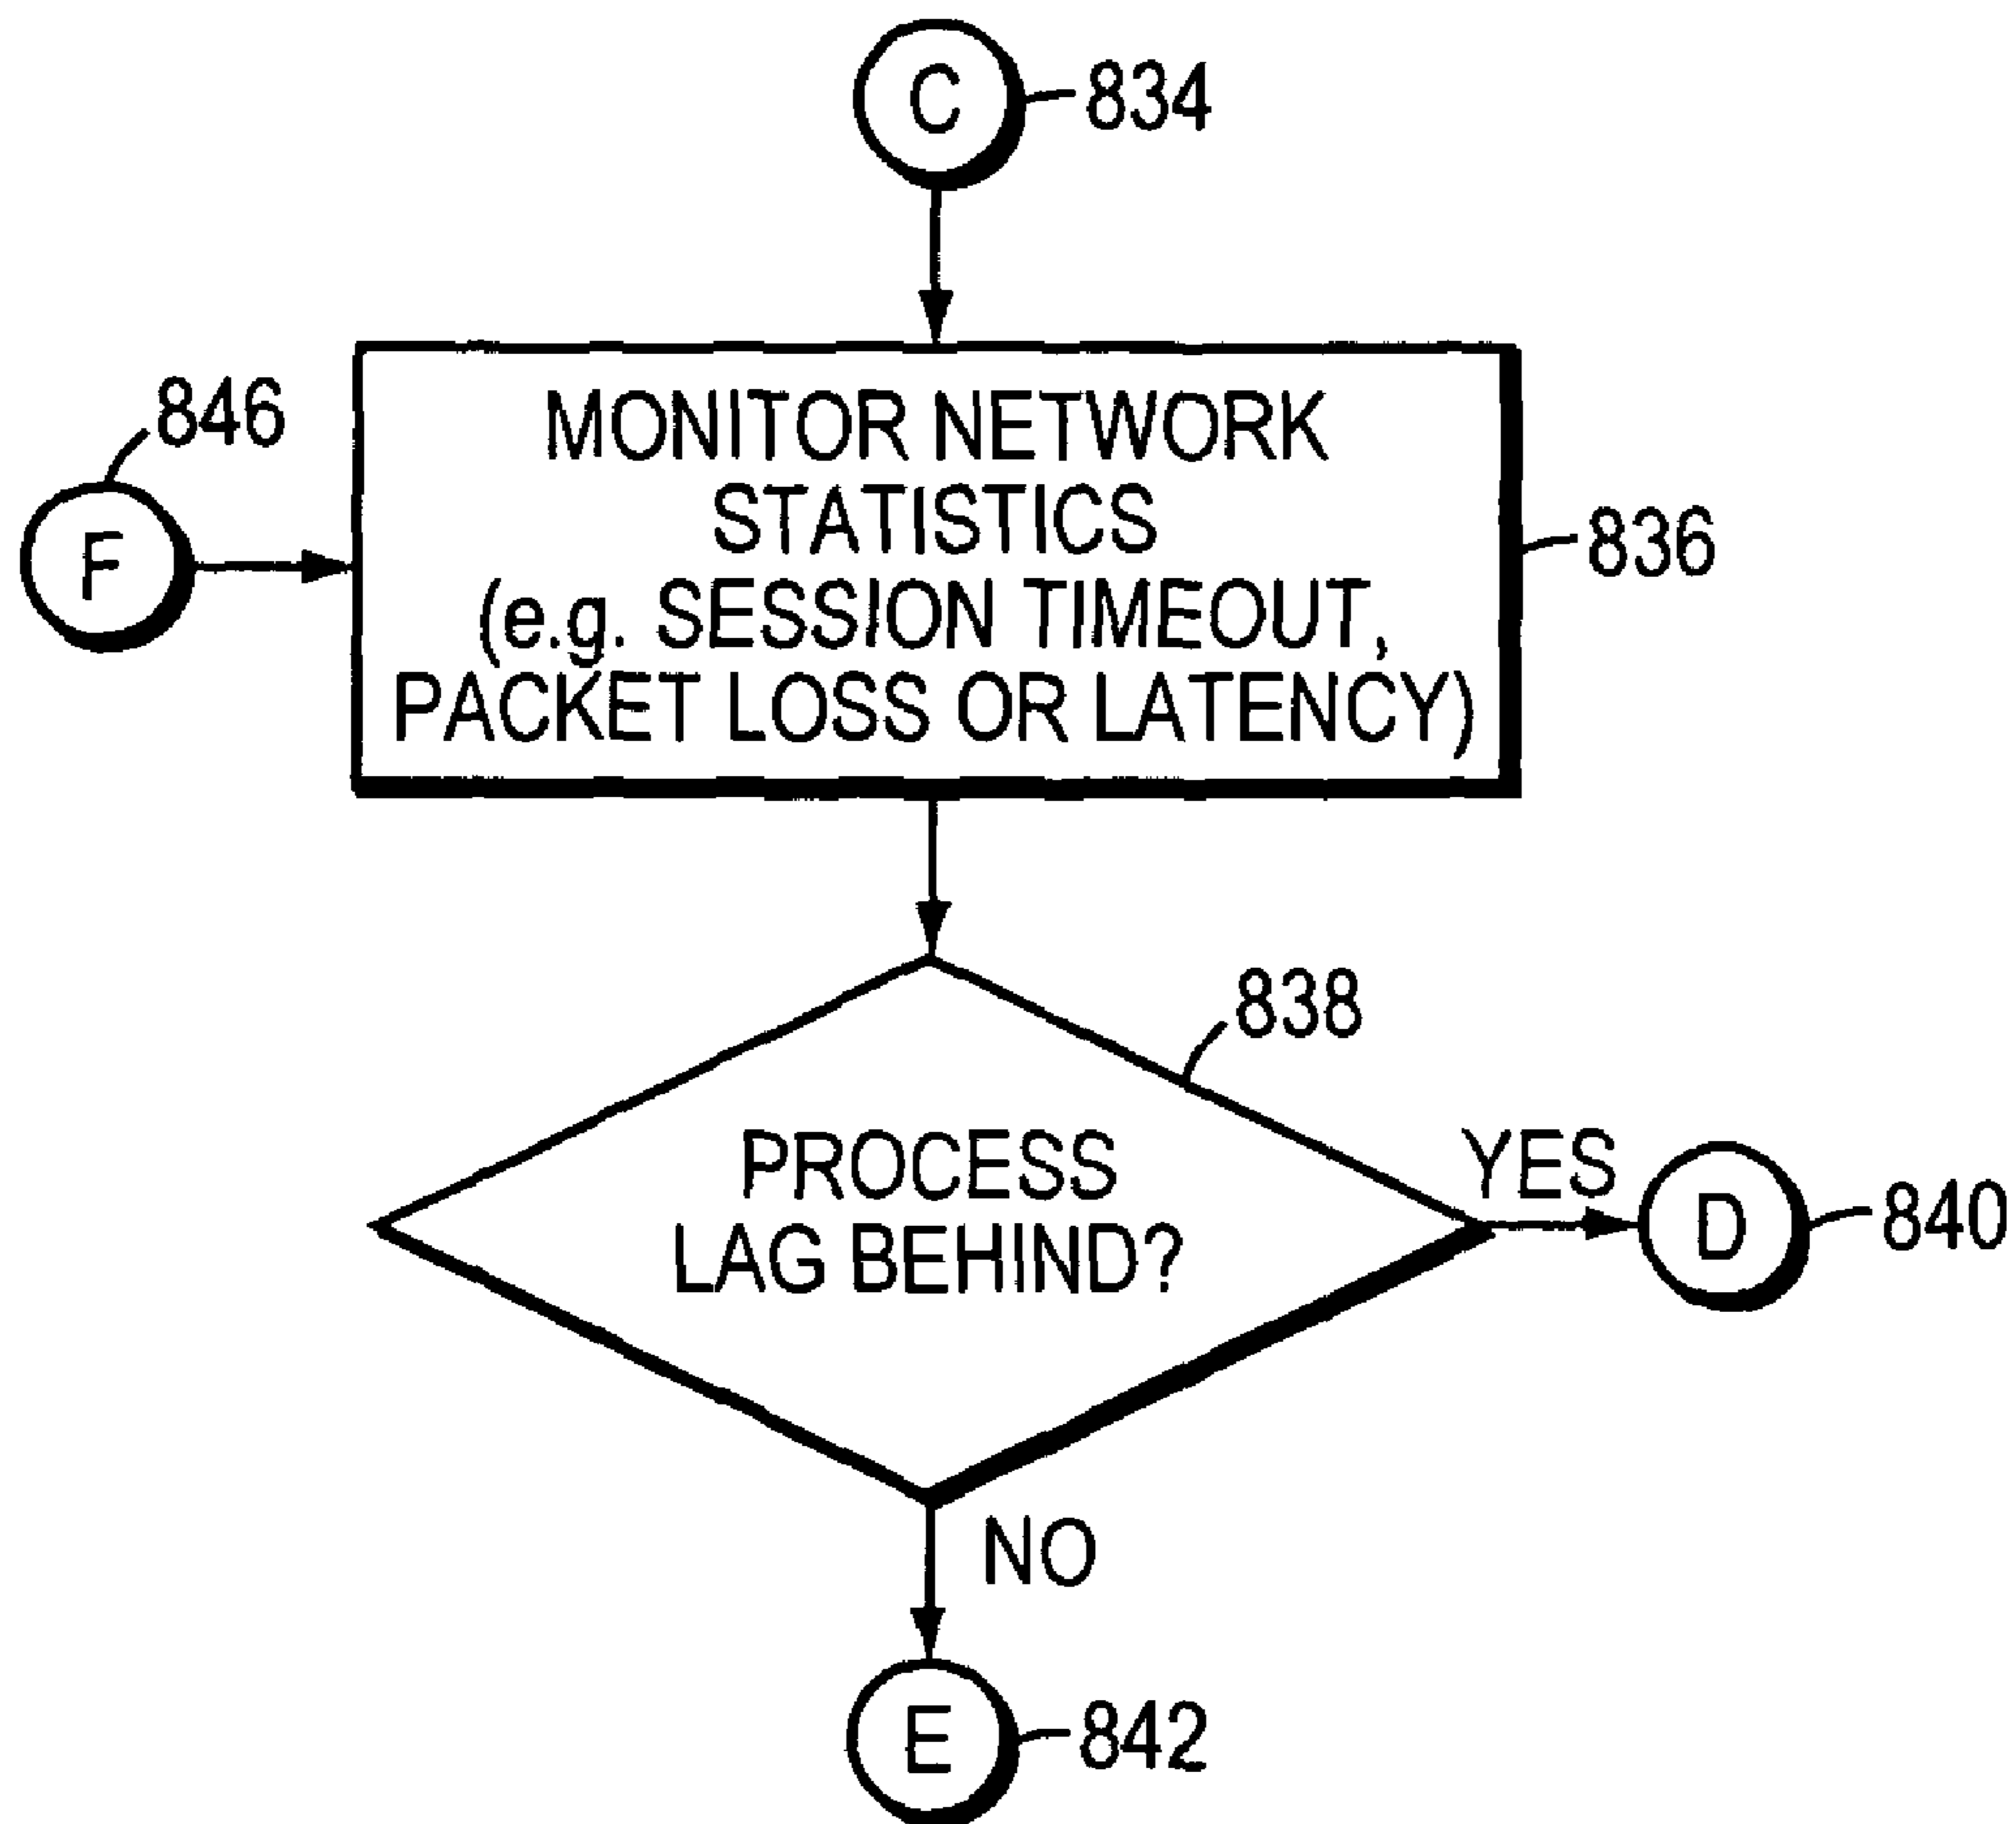 C
834
846
F
MONITOR NETWORK
STATISTICS
(e.g. SESSION TIMEOUT,
PACKET LOSS OR LATENCY)
836
838
PROCESS
LAG BEHIND?
YES
D
840
NO
E
842